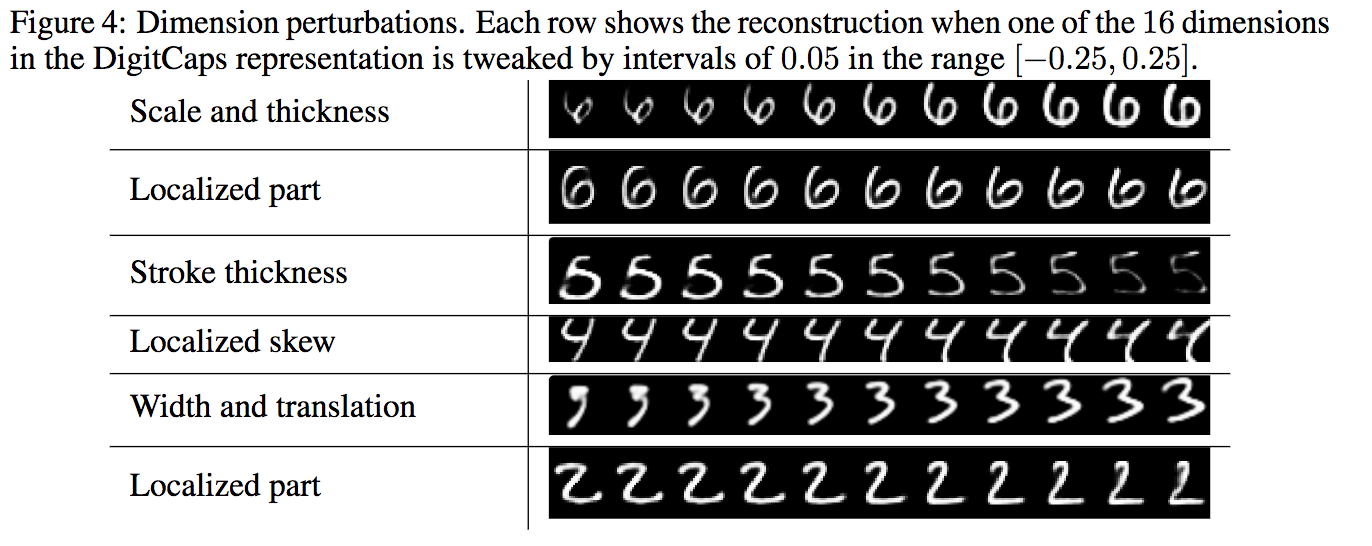 Figure 4: Dimension perturbations. Each row shows the reconstruction when one of the 16 dimensions
in the DigitCaps representation is tweaked by intervals of 0.05 in the range [−0.25, 0.25].
Scale and thickness 6 6 6 6 6 6 6 6 6 6 6
Localized part 6 6 6 6 6 6 6 6 6 6 6
Stroke thickness 5 5 5 5 5 5 5 5 5 5 5
Localized skew 4 4 4 4 4 4 4 4 4 4 4
Width and translation 3 3 3 3 3 3 3 3 3 3 3
Localized part 2 2 2 2 2 2 2 2 2 2 2